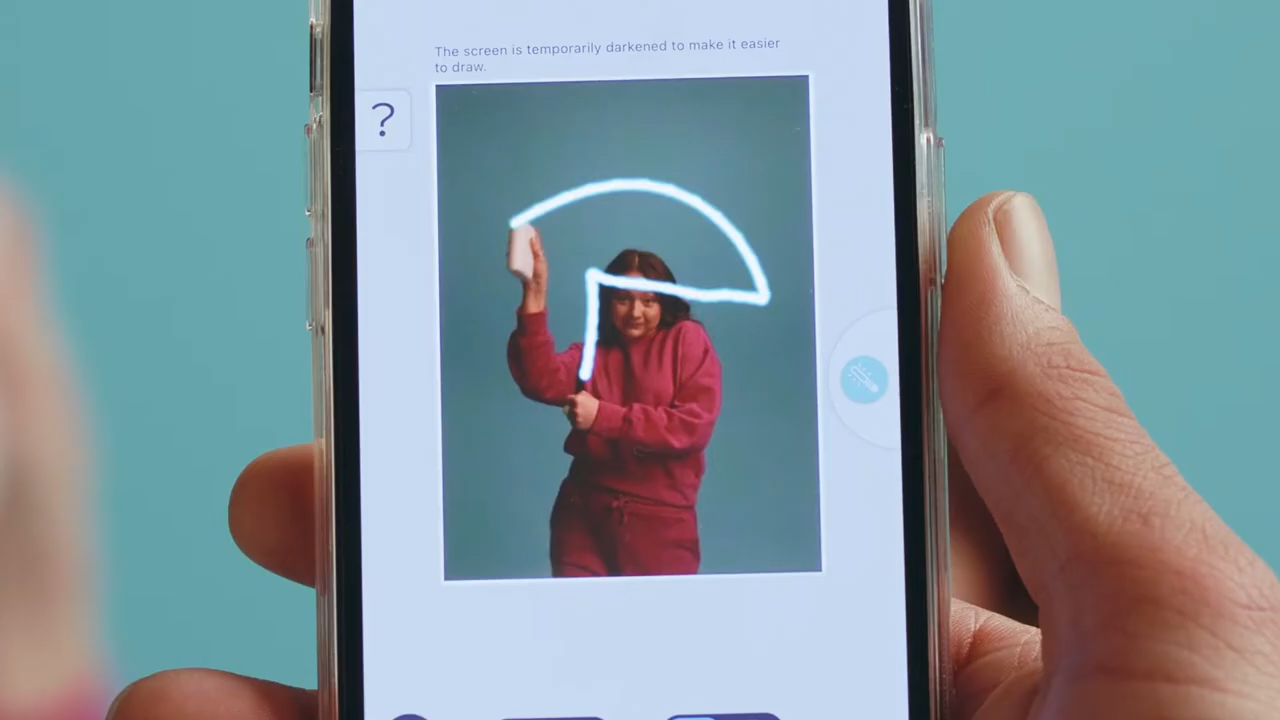 The screen is temporarily darkened to make it easier
to draw.
?